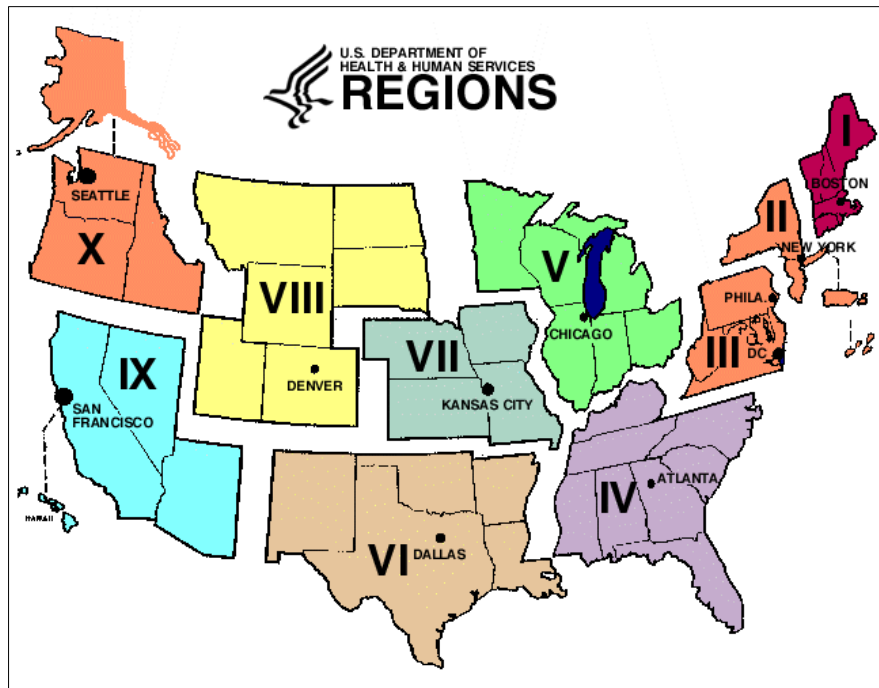 U.S. DEPARTMENT OF
HEALTH & HUMAN SERVICES
REGIONS
I
BOSTON
SEATTLE
II
X
NEW YORK
V
VIII
PHILA.
CHICAGO
III
DC
VII
IX
DENVER
KANSAS CITY
SAN
FRANCISCO
ATLANTA
IV
HAWAII
VI
DALLAS